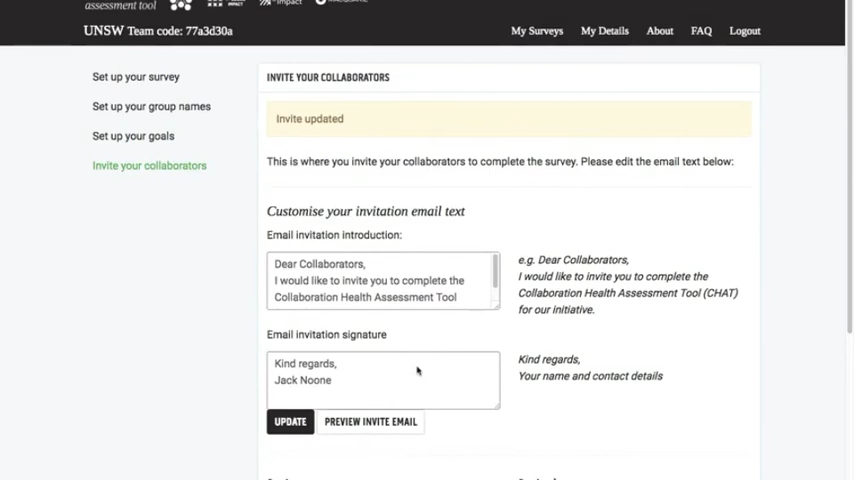 assessment tool
UNSW Team code: 77a3d30a
My Surveys My Details About FAQ Logout
Set up your survey
Set up your group names
Set up your goals
Invite your collaborators
INVITE YOUR COLLABORATORS
Invite updated
This is where you invite your collaborators to complete the survey. Please edit the email text below:
Customise your invitation email text
Email invitation introduction:
Dear Collaborators,
I would like to invite you to complete the
Collaboration Health Assessment Tool
e.g. Dear Collaborators,
I would like to invite you to complete the
Collaboration Health Assessment Tool (CHAT)
for our initiative.
Email invitation signature
Kind regards,
Jack Noone
Kind regards,
Your name and contact details
UPDATE PREVIEW INVITE EMAIL